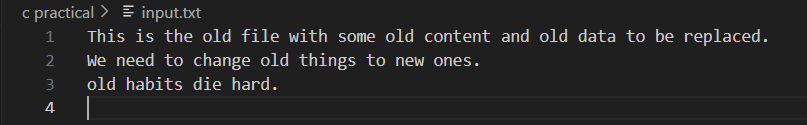 c practical > input.txt
1 This is the old file with some old content and old data to be replaced.
2 We need to change old things to new ones.
3 old habits die hard.
4